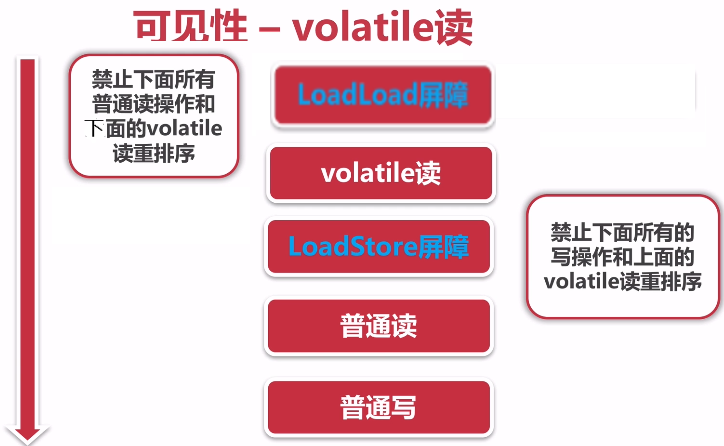 可见性 – volatile读
禁止下面所有
普通读操作和
下面的volatile
读重排序
LoadLoad屏障
volatile读
LoadStore屏障
禁止下面所有的
写操作和上面的
volatile读重排序
普通读
普通写